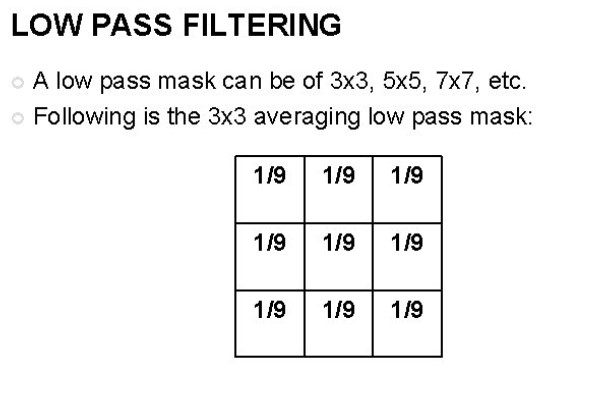 LOW PASS FILTERING
A low pass mask can be of 3x3, 5x5, 7x7, etc.
Following is the 3x3 averaging low pass mask:
1/9 1/9 1/9
1/9 1/9 1/9
1/9 1/9 1/9